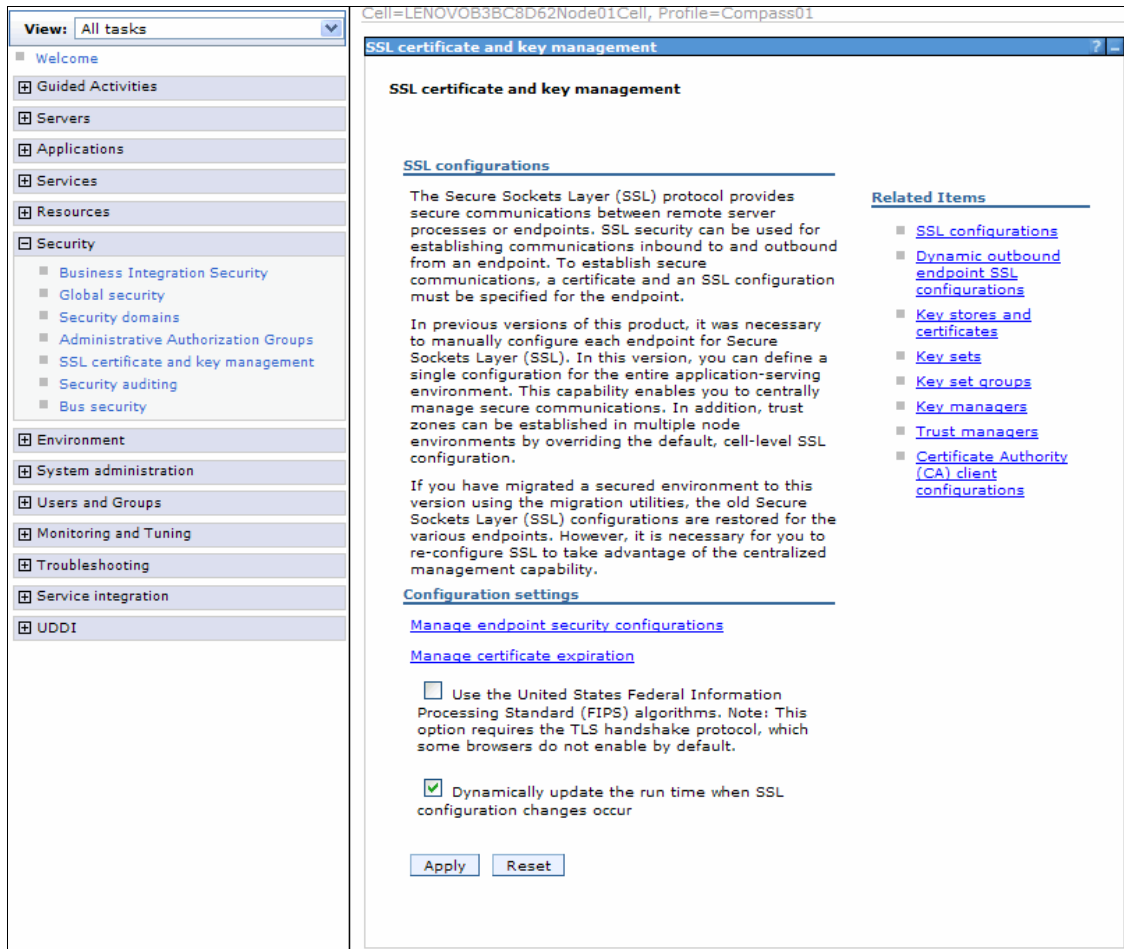 Cell=LENOVOB3BC8D62Node01Cell, Profile=Compass01
View: All tasks
Welcome
Guided Activities
Servers
Applications
Services
Resources
Security
Business Integration Security
Global security
Security domains
Administrative Authorization Groups
SSL certificate and key management
Security auditing
Bus security
Environment
System administration
Users and Groups
Monitoring and Tuning
Troubleshooting
Service integration
UDDI
SSL certificate and key management
? _
SSL certificate and key management
SSL configurations
The Secure Sockets Layer (SSL) protocol provides
secure communications between remote server
processes or endpoints. SSL security can be used for
establishing communications inbound to and outbound
from an endpoint. To establish secure
communications, a certificate and an SSL configuration
must be specified for the endpoint.
In previous versions of this product, it was necessary
to manually configure each endpoint for Secure
Sockets Layer (SSL). In this version, you can define a
single configuration for the entire application-serving
environment. This capability enables you to centrally
manage secure communications. In addition, trust
zones can be established in multiple node
environments by overriding the default, cell-level SSL
configuration.
If you have migrated a secured environment to this
version using the migration utilities, the old Secure
Sockets Layer (SSL) configurations are restored for the
various endpoints. However, it is necessary for you to
re-configure SSL to take advantage of the centralized
management capability.
Configuration settings
Manage endpoint security configurations
Manage certificate expiration
Use the United States Federal Information
Processing Standard (FIPS) algorithms. Note: This
option requires the TLS handshake protocol, which
some browsers do not enable by default.
Dynamically update the run time when SSL
configuration changes occur
Apply Reset
Related Items
SSL configurations
Dynamic outbound
endpoint SSL
configurations
Key stores and
certificates
Key sets
Key set groups
Key managers
Trust managers
Certificate Authority
(CA) client
configurations